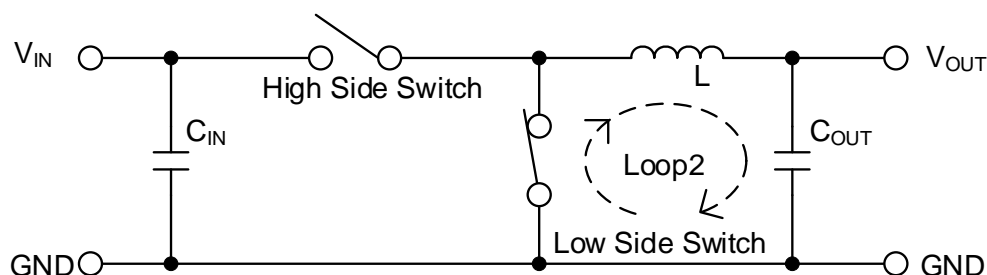 V_IN
V_OUT
High Side Switch
L
C_IN
C_OUT
Loop2
Low Side Switch
GND
GND